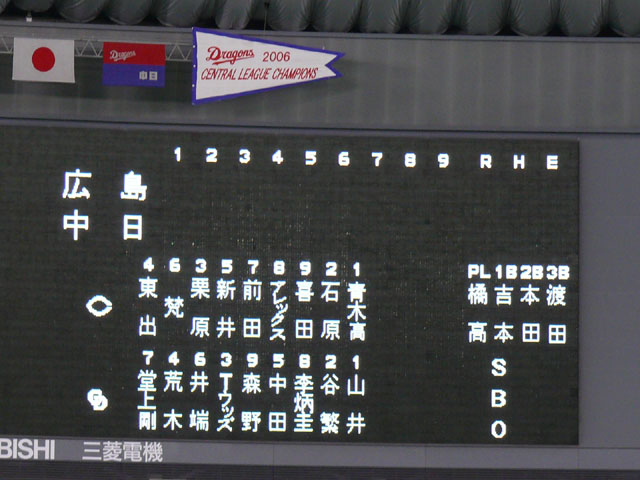 Dragons 2006
CENTRAL LEAGUE CHAMPIONS
Dragons
中日
1 2 3 4 5 6 7 8 9 R H E
広島
中日
4 6 3 5 7 8 9 2 1
東出 梵 栗原 新井 前田 アレックス 喜田 石原 青木高
PL 1B 2B 3B
橘高 吉本 本田 渡田
7 4 6 3 9 5 8 2 1
堂上剛 荒木 井端 Tウッズ 森野 中田 李炳圭 谷繁 山井
S
B
O
BISHI 三菱電機